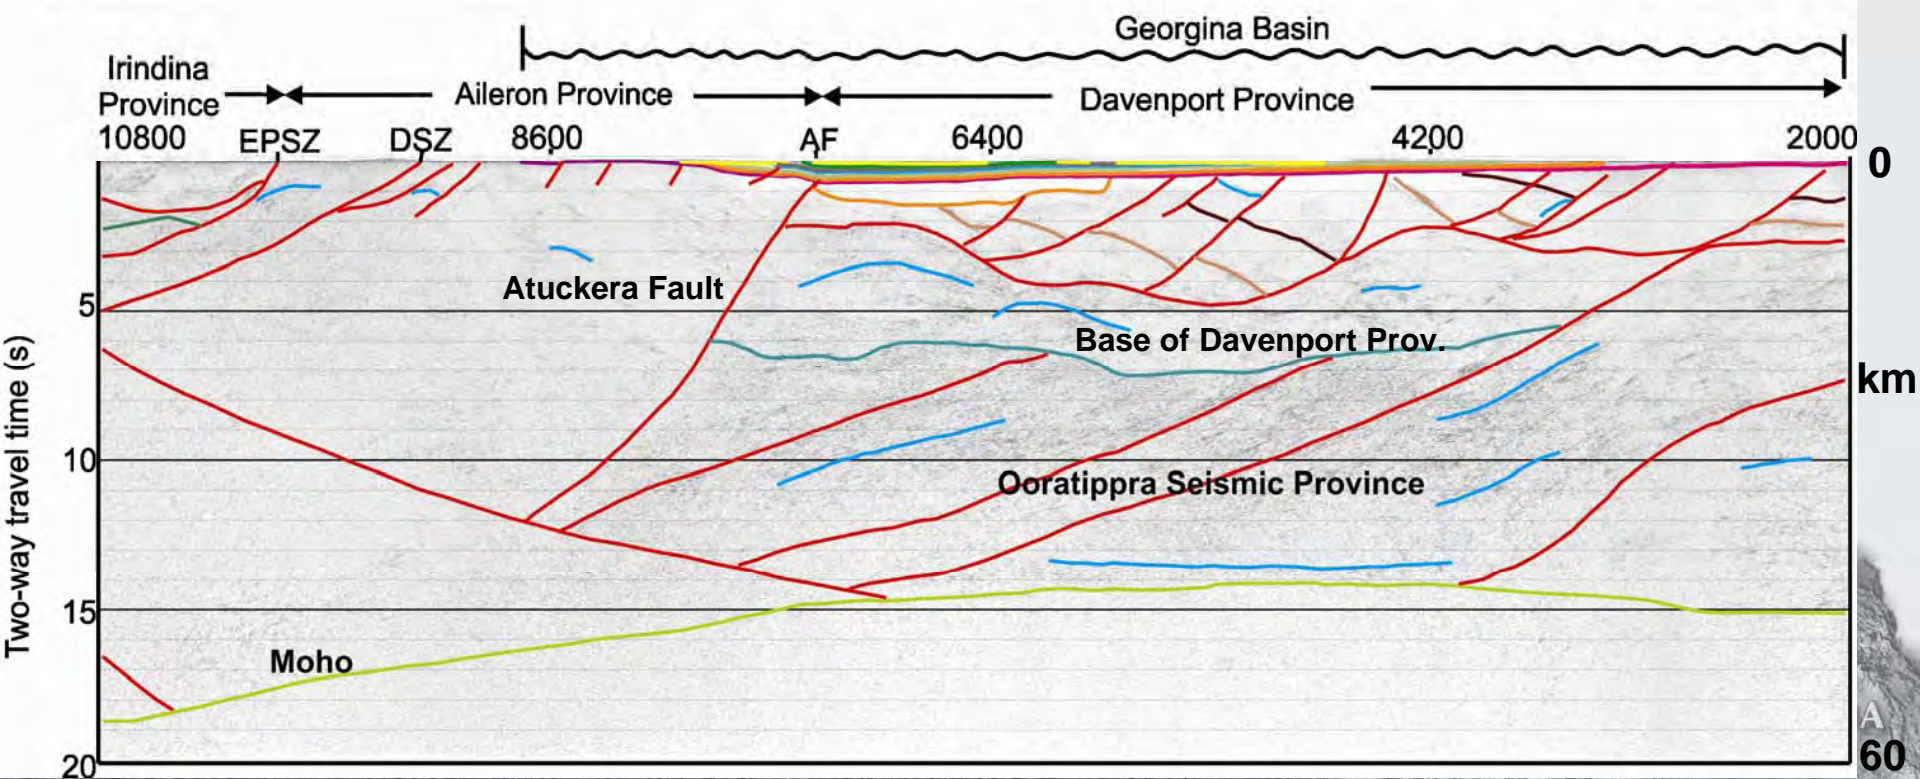 Georgina Basin
Irindina
Province
Aileron Province
Davenport Province
10800 EPSZ DSZ 8600 AF 6400 4200 2000
0
Atuckera Fault
5
Base of Davenport Prov.
km
Two-way travel time (s)
10
Ooratippra Seismic Province
15
Moho
A
20
60